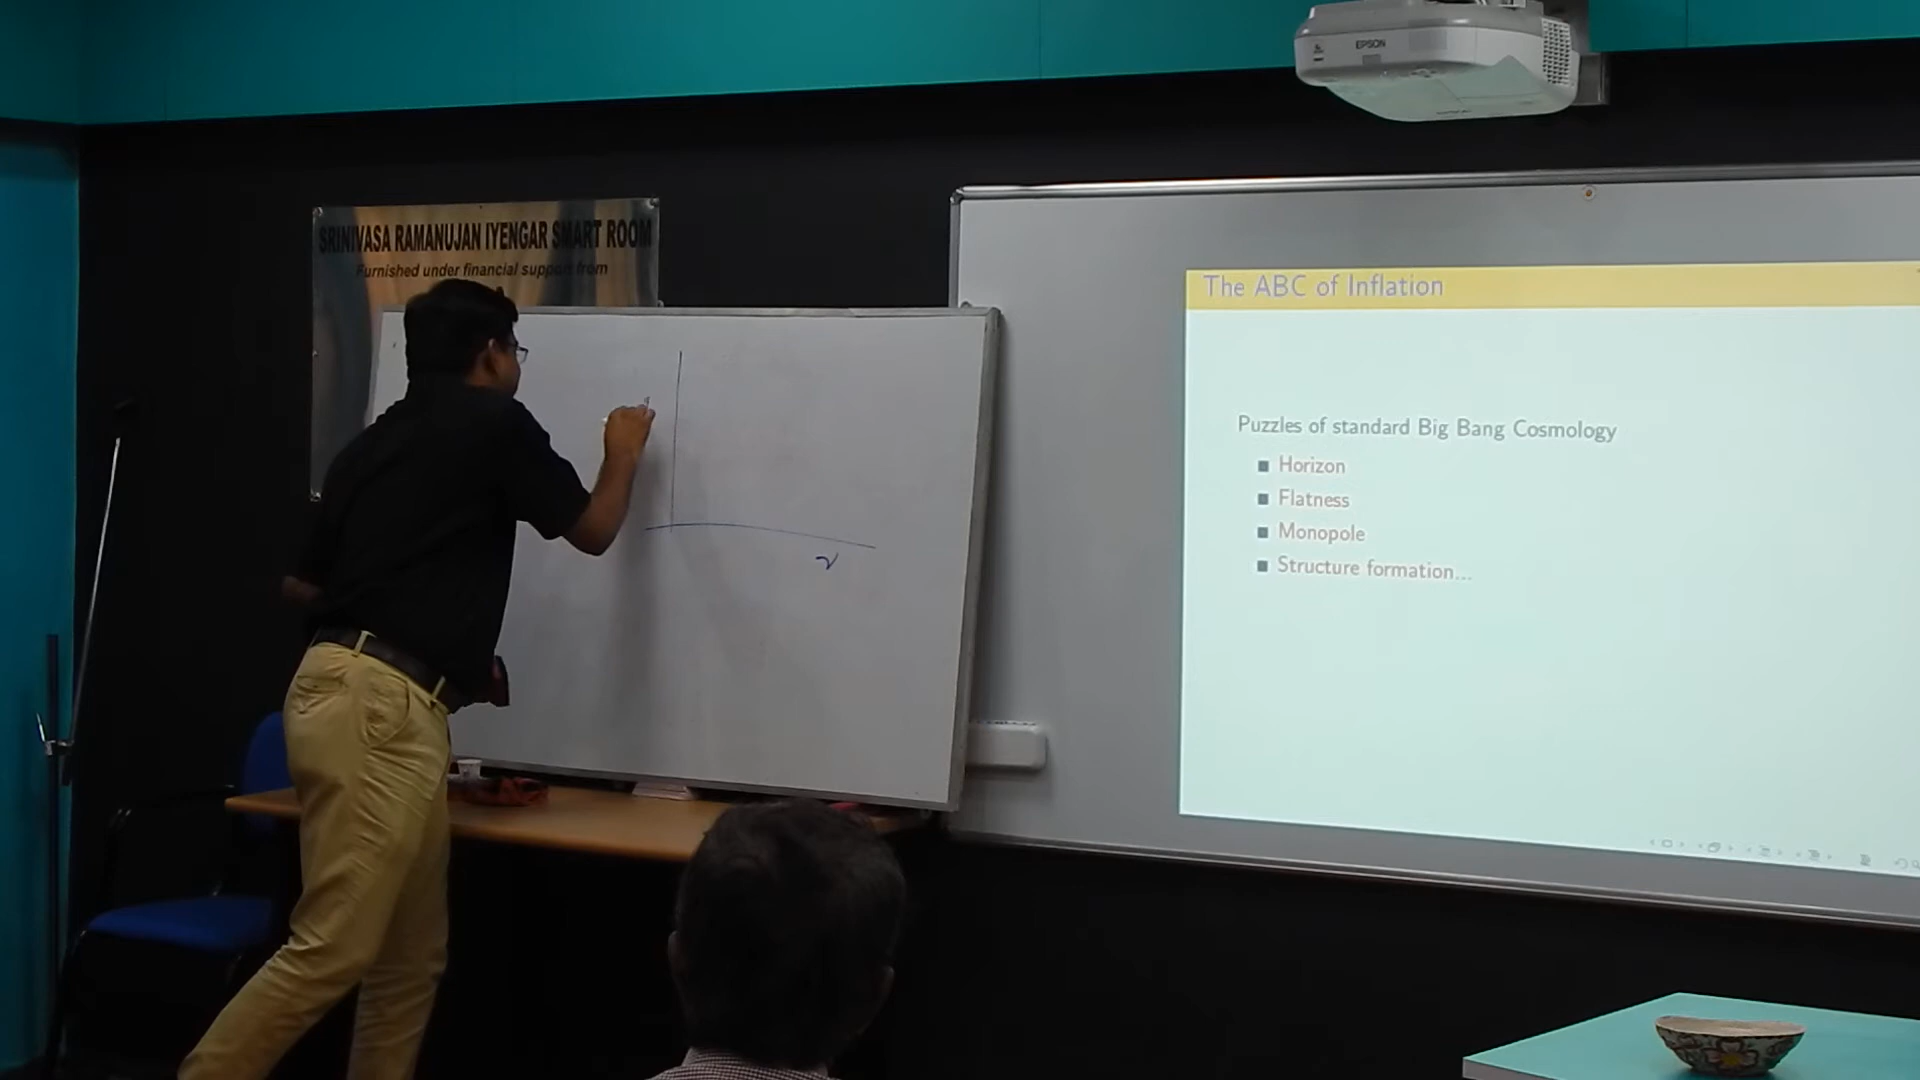 EPSON
SRINIVASA RAMANUJAN IYENGAR SMART ROOM
Furnished under financial support from
The ABC of Inflation
Puzzles of standard Big Bang Cosmology
Horizon
Flatness
Monopole
Structure formation...